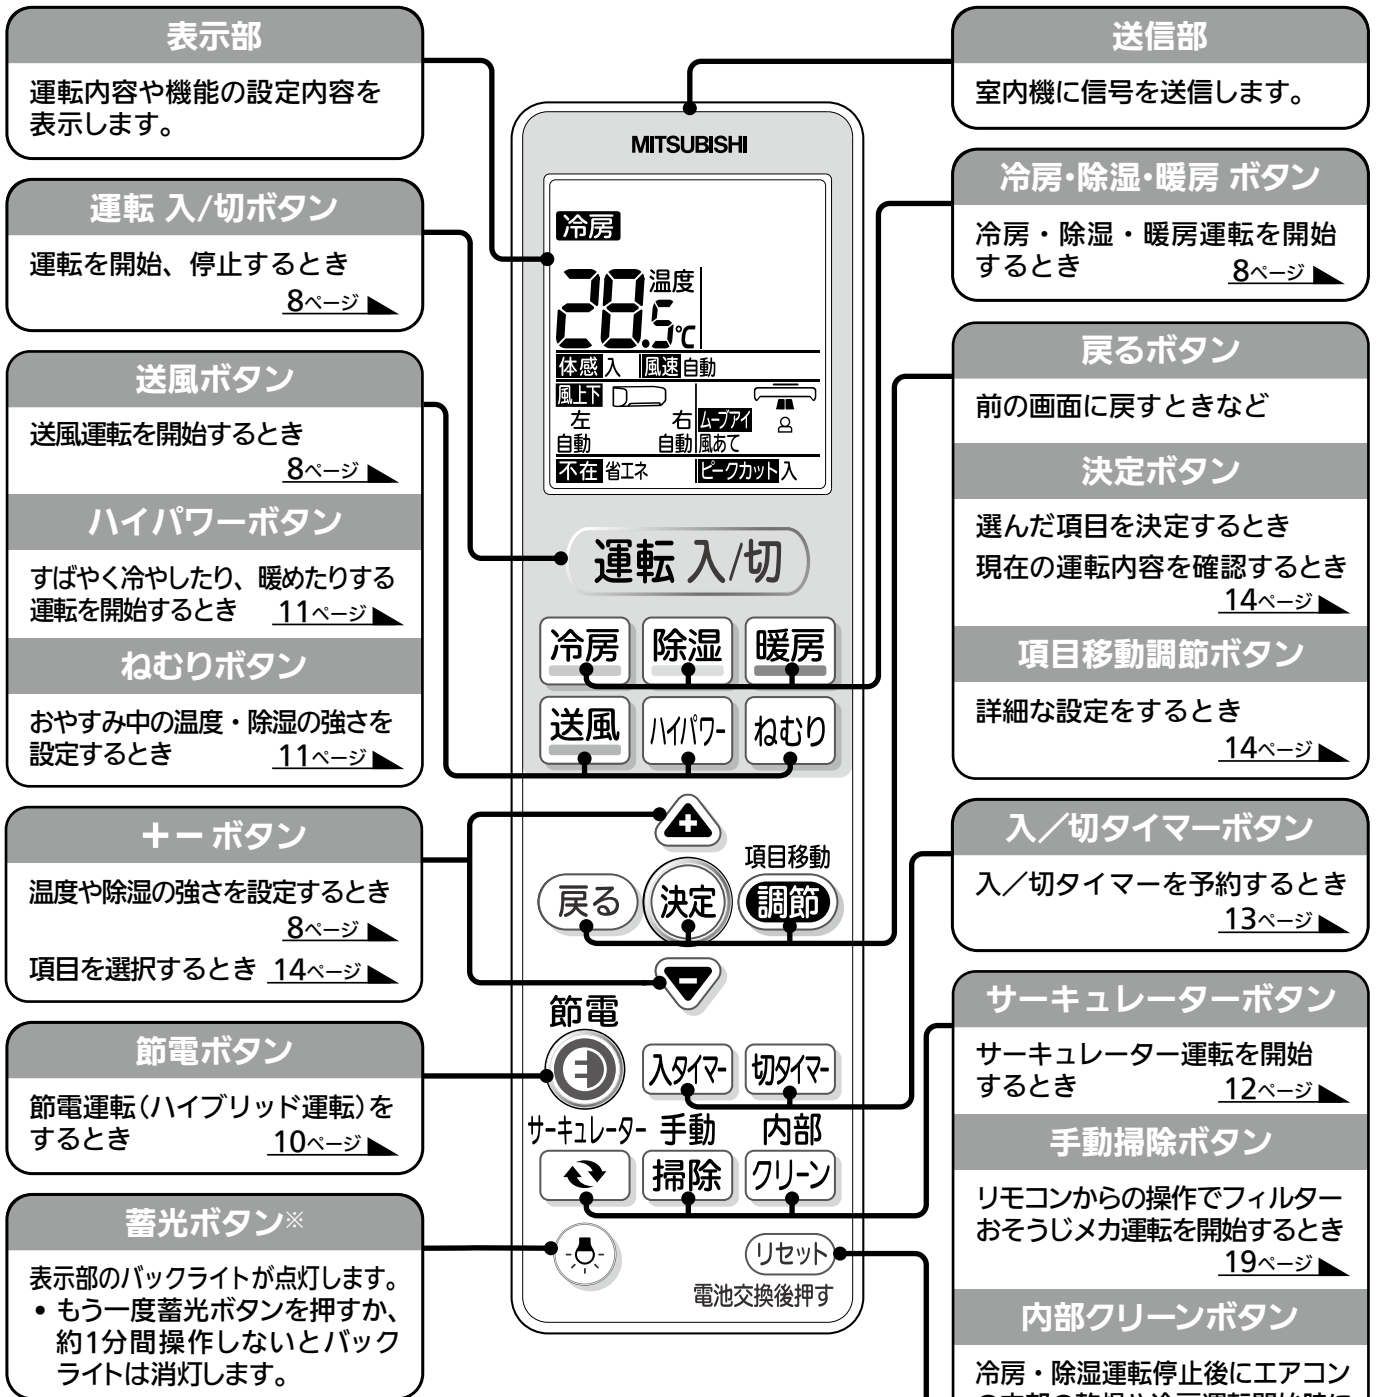 表示部
運転内容や機能の設定内容を
表示します。
運転 入/切ボタン
運転を開始、停止するとき
8ページ
送風ボタン
送風運転を開始するとき
8ページ
ハイパワーボタン
すばやく冷やしたり、暖めたりする
運転を開始するとき 11ページ
ねむりボタン
おやすみ中の温度・除湿の強さを
設定するとき 11ページ
＋－ ボタン
温度や除湿の強さを設定するとき
8ページ
項目を選択するとき 14ページ
節電ボタン
節電運転(ハイブリッド運転)を
するとき 10ページ
蓄光ボタン※
表示部のバックライトが点灯します。
• もう一度蓄光ボタンを押すか、
約1分間操作しないとバック
ライトは消灯します。
MITSUBISHI
冷房
28.5℃ 温度
体感 入 風速 自動
風上下
左 右 ムーブアイ
自動 自動 風あて
不在 省エネ ピークカット 入
運転 入/切
冷房 除湿 暖房
送風 ハイパワー ねむり
+
項目移動
戻る 決定 調節
-
節電
入タイマー 切タイマー
サーキュレーター 手動 内部
掃除 クリーン
リセット
電池交換後押す
送信部
室内機に信号を送信します。
冷房・除湿・暖房 ボタン
冷房・除湿・暖房運転を開始
するとき 8ページ
戻るボタン
前の画面に戻すときなど
決定ボタン
選んだ項目を決定するとき
現在の運転内容を確認するとき
14ページ
項目移動調節ボタン
詳細な設定をするとき
14ページ
入／切タイマーボタン
入／切タイマーを予約するとき
13ページ
サーキュレーターボタン
サーキュレーター運転を開始
するとき 12ページ
手動掃除ボタン
リモコンからの操作でフィルター
おそうじメカ運転を開始するとき
19ページ
内部クリーンボタン
冷房・除湿運転停止後にエアコン